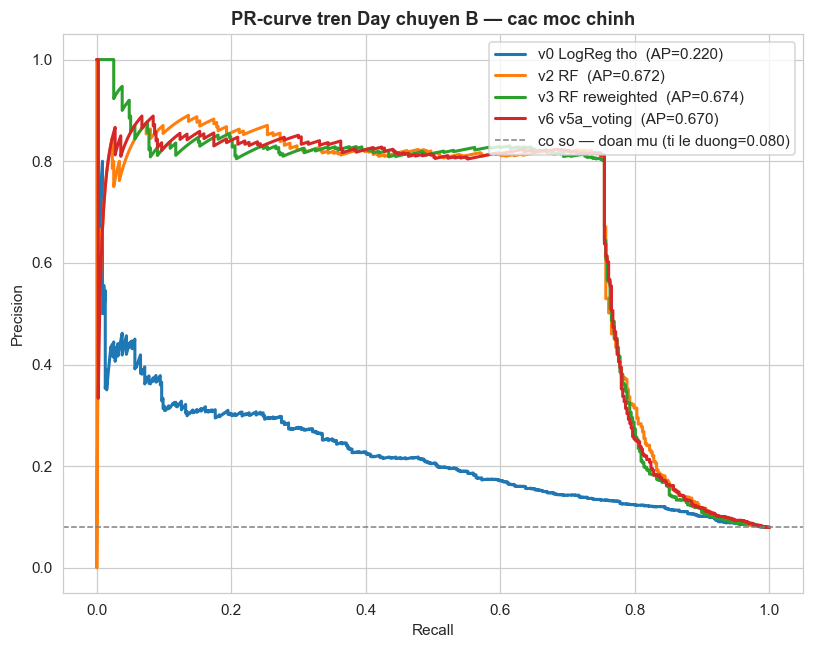 PR-curve tren Day chuyen B — cac moc chinh
v0 LogReg tho (AP=0.220)
v2 RF (AP=0.672)
v3 RF reweighted (AP=0.674)
v6 v5a_voting (AP=0.670)
co so — doan mu (ti le duong=0.080)
Precision
1.0
0.8
0.6
0.4
0.2
0.0
0.0 0.2 0.4 0.6 0.8 1.0
Recall